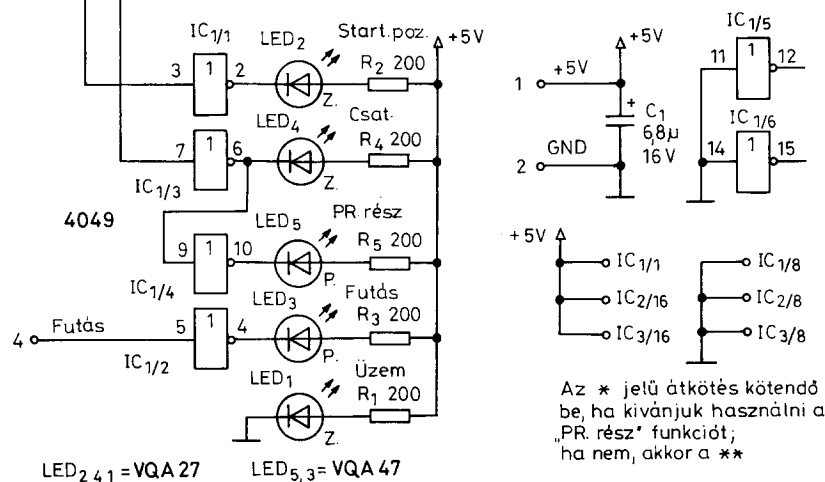 IC1/1 LED2 Start.poz. +5V
3 1 2 R2 200
Z.
LED4 Csat.
7 1 6 R4 200
IC1/3 Z.
4049
LED5 PR.rész
9 1 10 R5 200
IC1/4 P.
LED3 Futás
4 Futás 5 1 4 R3 200
IC1/2 P.
LED1 Üzem
R1 200
Z.
LED2 4 1 = VQA 27 LED5,3 = VQA 47
+5V
1 +5V
+ C1
6,8µ
16 V
2 GND
IC1/5
11 1 12
IC1/6
14 1 15
+5V
IC1/1 IC1/8
IC2/16 IC2/8
IC3/16 IC3/8
Az * jelű átkötés kötendő
be, ha kivánjuk használni a
„PR. rész" funkciót;
ha nem, akkor a **